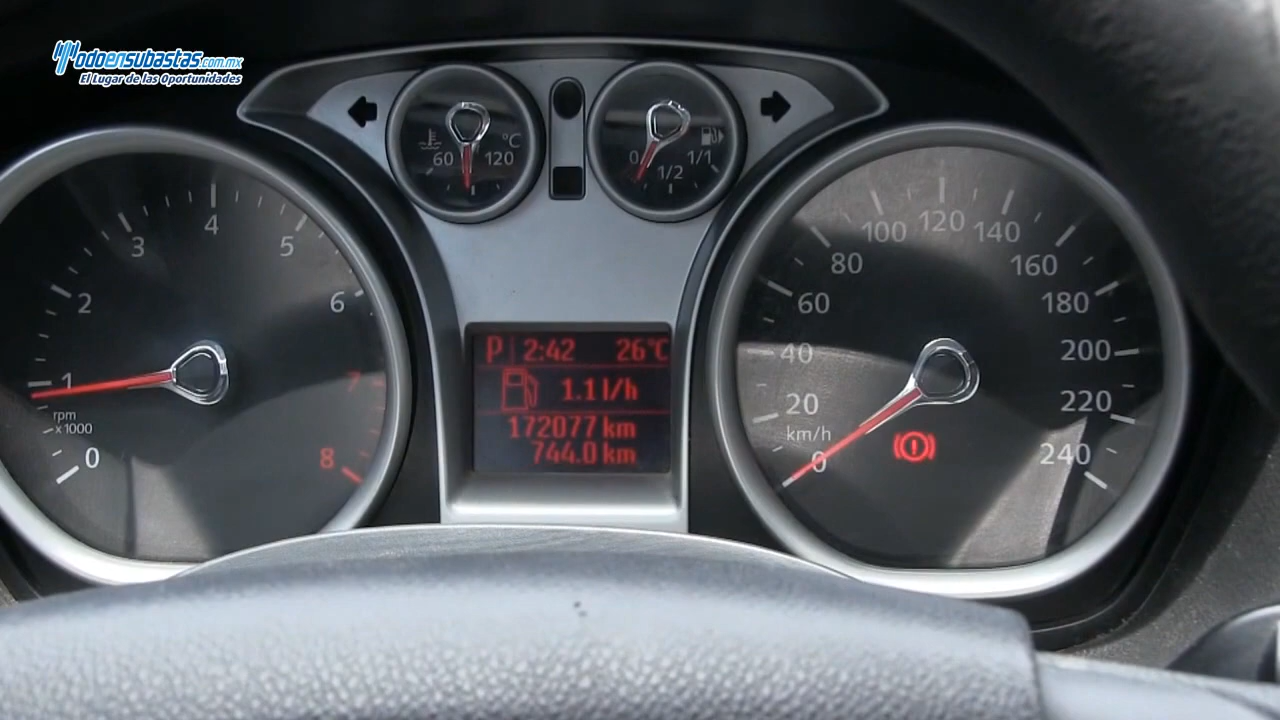 odoensubastas.com.mx
El Lugar de las Oportunidades
°C
60 120
0 1/2 1/1
0 1 2 3 4 5 6 7 8
rpm
x1000
P 2:42 26°C
1.1 l/h
172077 km
744.0 km
0 20 40 60 80 100 120 140 160 180 200 220 240
km/h